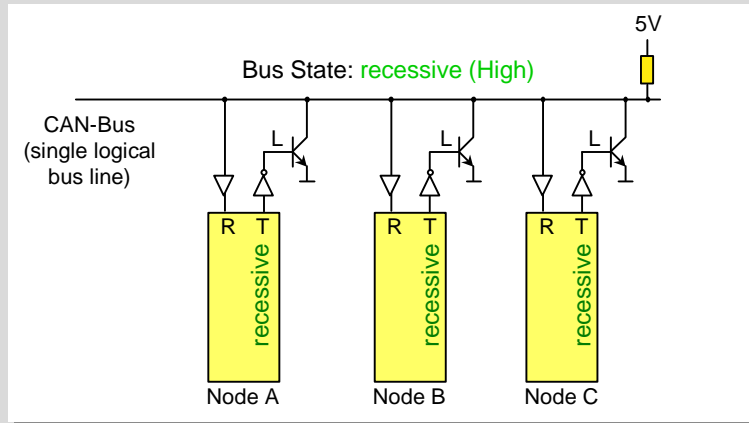 5V
Bus State: recessive (High)
CAN-Bus
(single logical
bus line)
L
L
L
R T
R T
R T
recessive
recessive
recessive
Node A
Node B
Node C